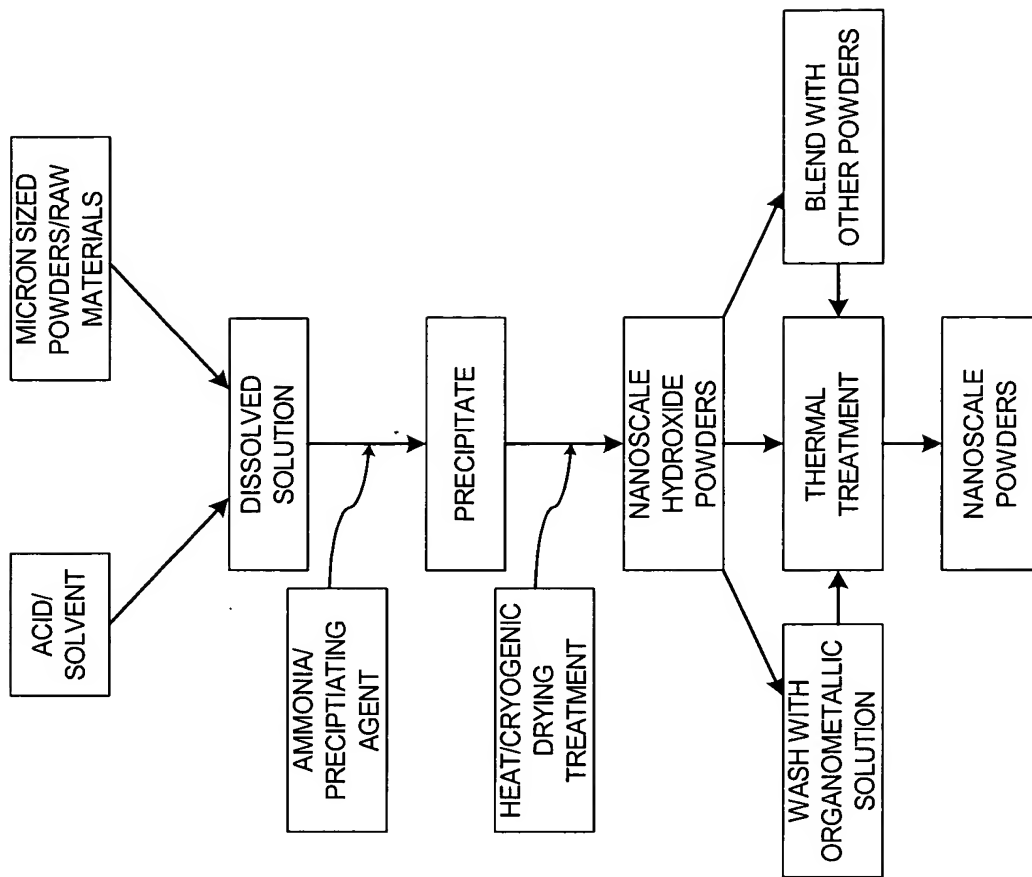 ACID/
SOLVENT
MICRON SIZED
POWDERS/RAW
MATERIALS
DISSOLVED
SOLUTION
AMMONIA/
PRECIPTIATING
AGENT
PRECIPITATE
HEAT/CRYOGENIC
DRYING
TREATMENT
NANOSCALE
HYDROXIDE
POWDERS
WASH WITH
ORGANOMETALLIC
SOLUTION
THERMAL
TREATMENT
BLEND WITH
OTHER POWDERS
NANOSCALE
POWDERS